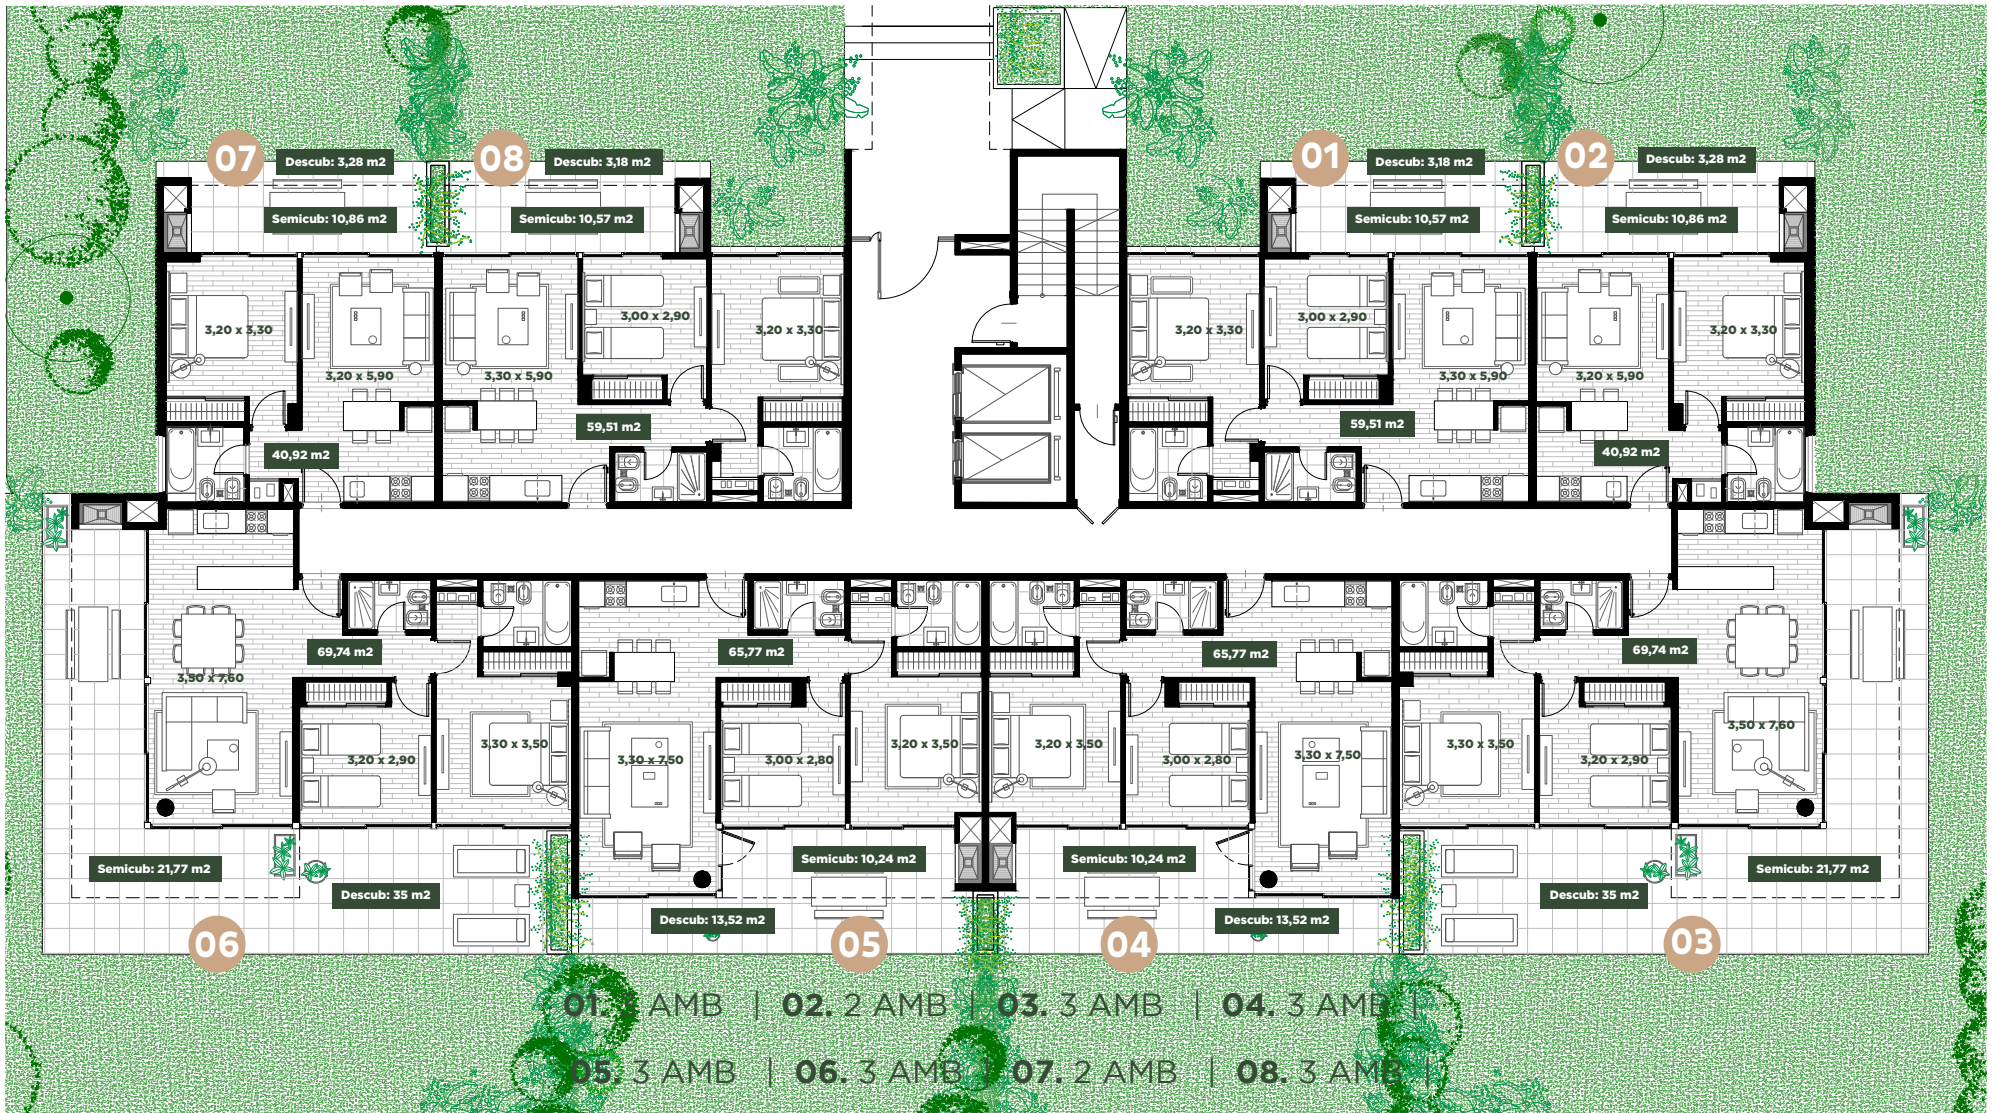 07
Descub: 3,28 m2
08
Descub: 3,18 m2
01
Descub: 3,18 m2
02
Descub: 3,28 m2
Semicub: 10,86 m2
Semicub: 10,57 m2
Semicub: 10,57 m2
Semicub: 10,86 m2
3,20 x 3,30
3,20 x 5,90
3,30 x 5,90
3,00 x 2,90
3,20 x 3,30
3,20 x 3,30
3,00 x 2,90
3,30 x 5,90
3,20 x 5,90
3,20 x 3,30
40,92 m2
59,51 m2
59,51 m2
40,92 m2
69,74 m2
65,77 m2
65,77 m2
69,74 m2
3,50 x 7,60
3,20 x 2,90
3,30 x 3,50
3,30 x 7,50
3,00 x 2,80
3,20 x 3,50
3,20 x 3,50
3,00 x 2,80
3,30 x 7,50
3,30 x 3,50
3,20 x 2,90
3,50 x 7,60
Semicub: 21,77 m2
Descub: 35 m2
Semicub: 10,24 m2
Semicub: 10,24 m2
Descub: 35 m2
Semicub: 21,77 m2
Descub: 13,52 m2
Descub: 13,52 m2
06
05
04
03
01. 3 AMB | 02. 2 AMB | 03. 3 AMB | 04. 3 AMB |
05. 3 AMB | 06. 3 AMB | 07. 2 AMB | 08. 3 AMB |